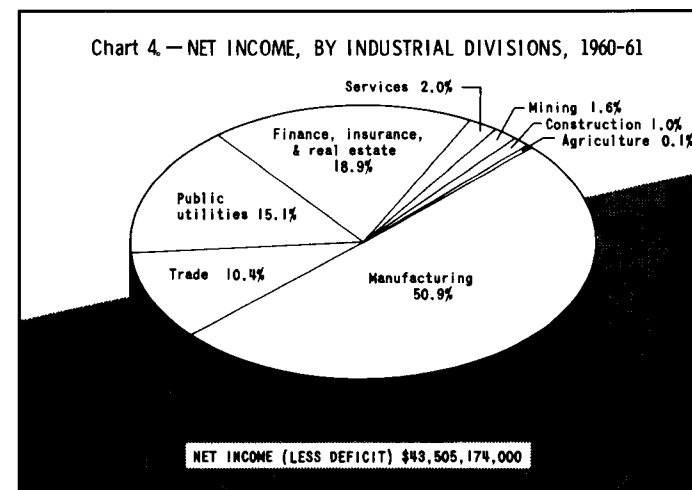 Chart 4.—NET INCOME, BY INDUSTRIAL DIVISIONS, 1960-61
Services 2.0%
Mining 1.6%
Construction 1.0%
Agriculture 0.1%
Finance, insurance,
& real estate
18.9%
Public
utilities 15.1%
Trade 10.4%
Manufacturing
50.9%
NET INCOME (LESS DEFICIT) $43,505,174,000